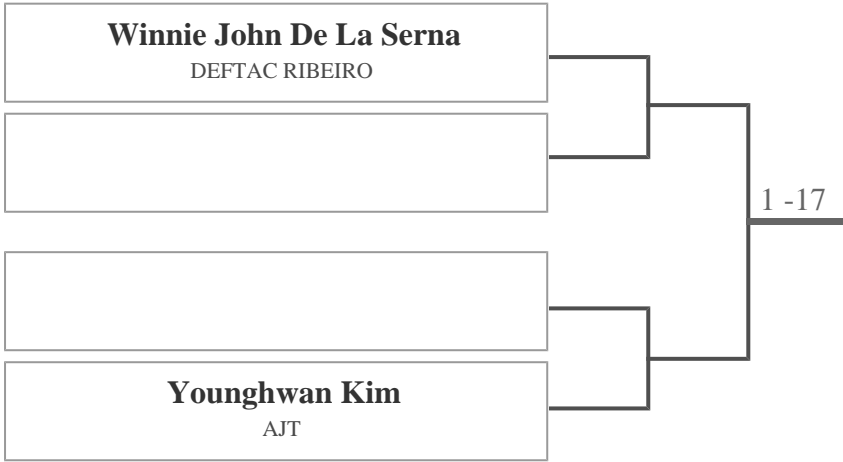 Winnie John De La Serna
DEFTAC RIBEIRO
1 -17
Younghwan Kim
AJT